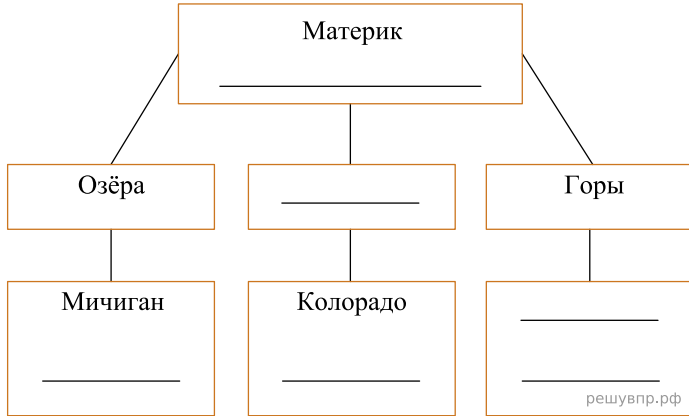 Материк
Озёра
Горы
Мичиган
Колорадо
решувпр.рф